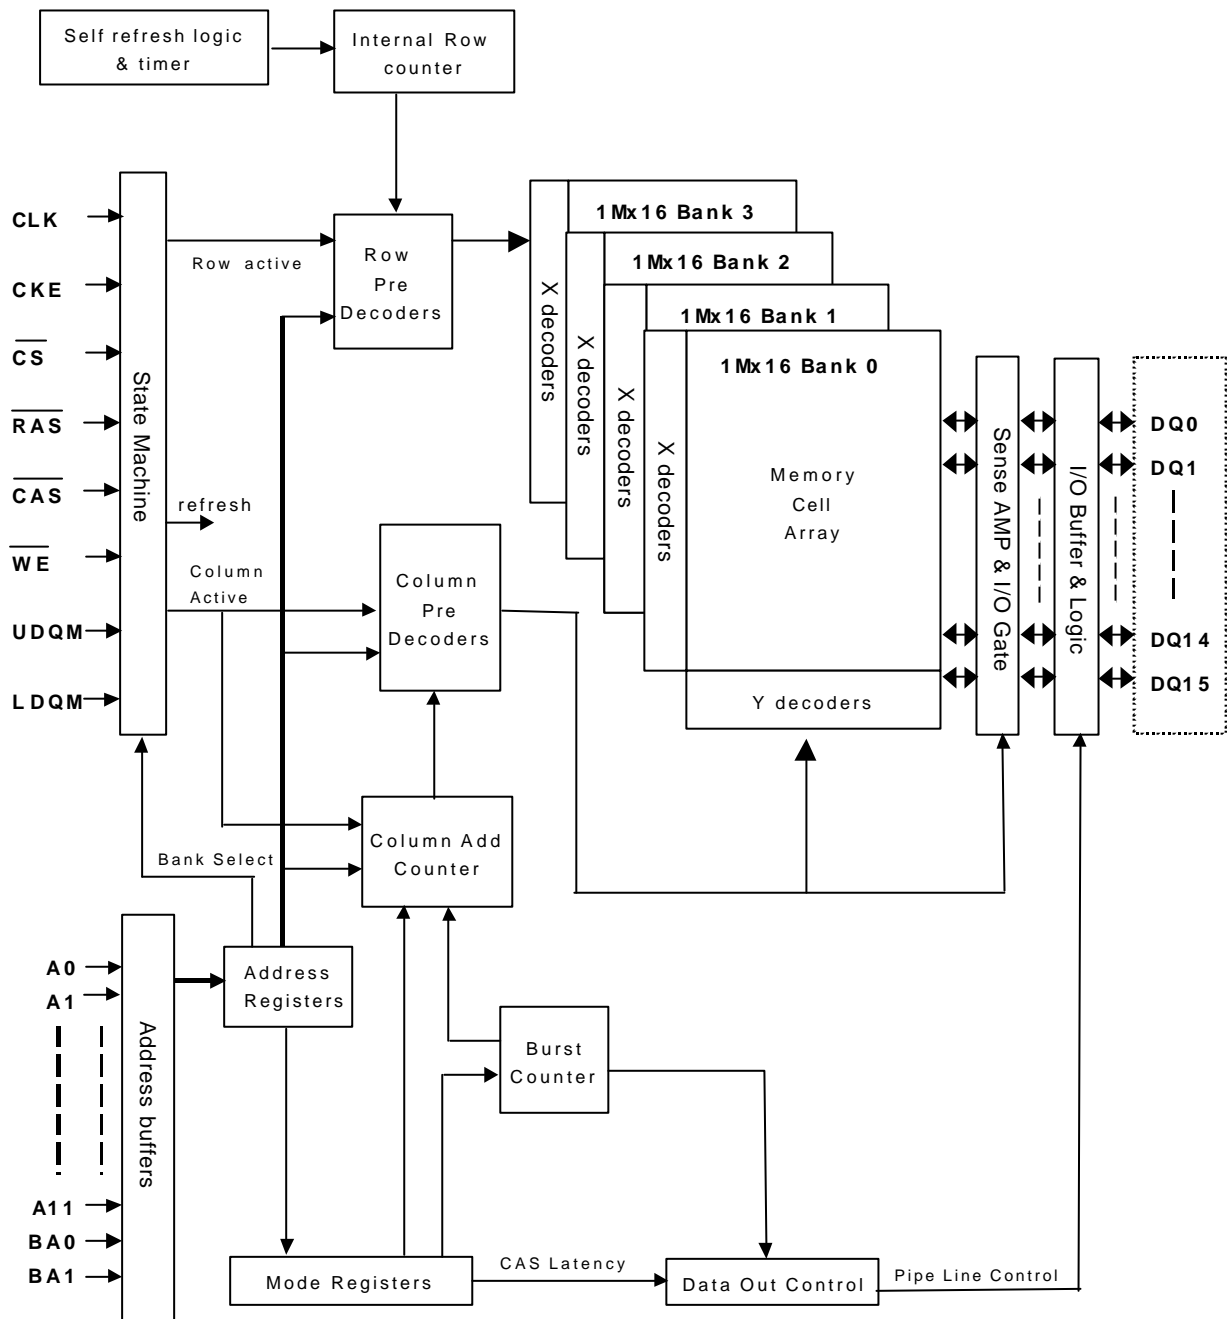 Self refresh logic
& timer
Internal Row
counter
CLK
CKE
CS
RAS
CAS
WE
UDQM
LDQM
State Machine
Row active
refresh
Column
Active
Bank Select
Row
Pre
Decoders
Column
Pre
Decoders
Column Add
Counter
X decoders
X decoders
X decoders
X decoders
1Mx16 Bank 3
1Mx16 Bank 2
1Mx16 Bank 1
1Mx16 Bank 0
Memory
Cell
Array
Y decoders
Sense AMP & I/O Gate
I/O Buffer & Logic
DQ0
DQ1
DQ14
DQ15
A0
A1
A11
BA0
BA1
Address buffers
Address
Registers
Burst
Counter
Mode Registers
CAS Latency
Data Out Control
Pipe Line Control